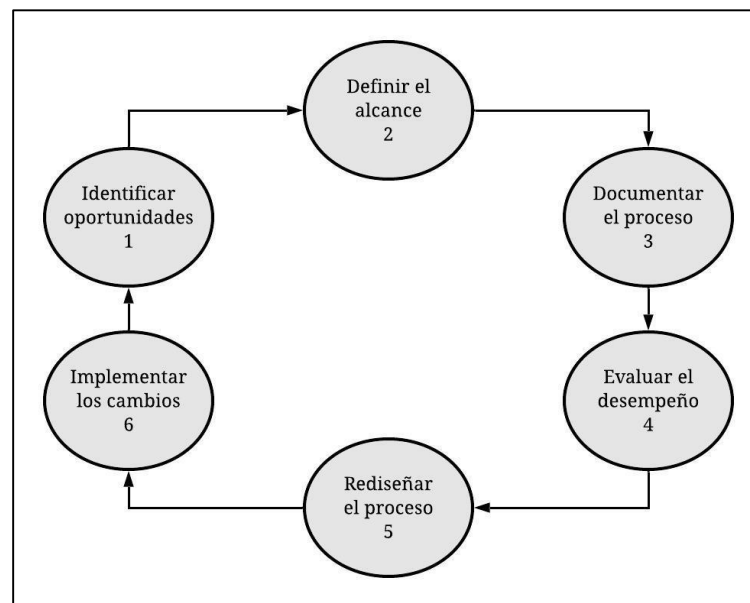 Identificar
oportunidades
1
Definir el
alcance
2
Documentar
el proceso
3
Evaluar el
desempeño
4
Rediseñar
el proceso
5
Implementar
los cambios
6